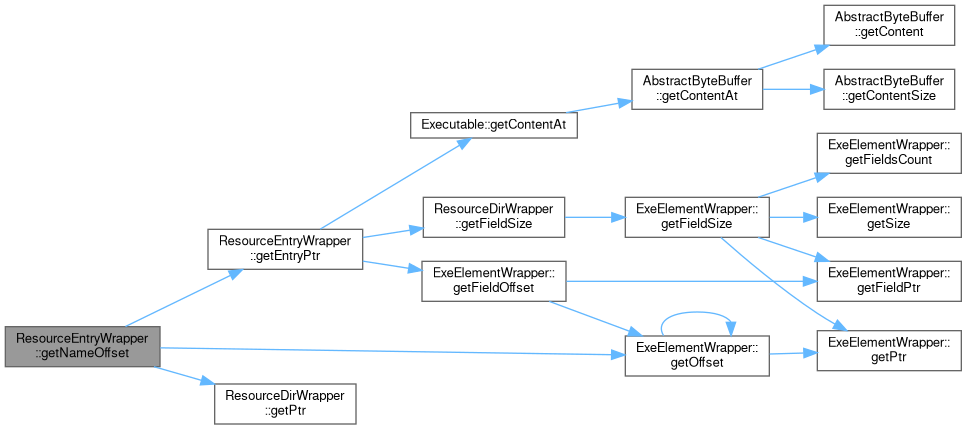 AbstractByteBuffer
::getContent
AbstractByteBuffer
::getContentAt
AbstractByteBuffer
::getContentSize
Executable::getContentAt
ExeElementWrapper::
getFieldsCount
ResourceDirWrapper
::getFieldSize
ExeElementWrapper::
getFieldSize
ExeElementWrapper::
getSize
ResourceEntryWrapper
::getEntryPtr
ExeElementWrapper::
getFieldOffset
ExeElementWrapper::
getFieldPtr
ResourceEntryWrapper
::getNameOffset
ExeElementWrapper::
getOffset
ExeElementWrapper::
getPtr
ResourceDirWrapper
::getPtr